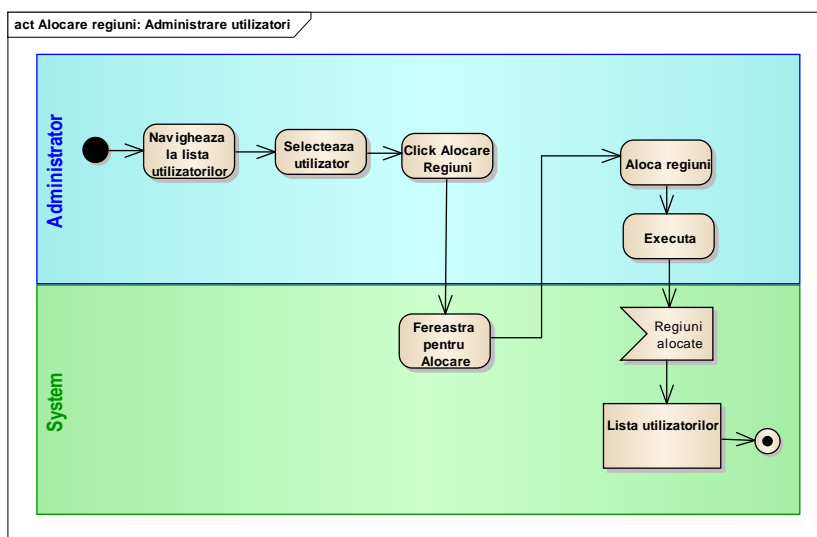 act Alocare regiuni: Administrare utilizatori
Administrator
Navigheaza
la lista
utilizatorilor
Selecteaza
utilizator
Click Alocare
Regiuni
Aloca regiuni
Executa
System
Fereastra
pentru
Alocare
Regiuni
alocate
Lista utilizatorilor